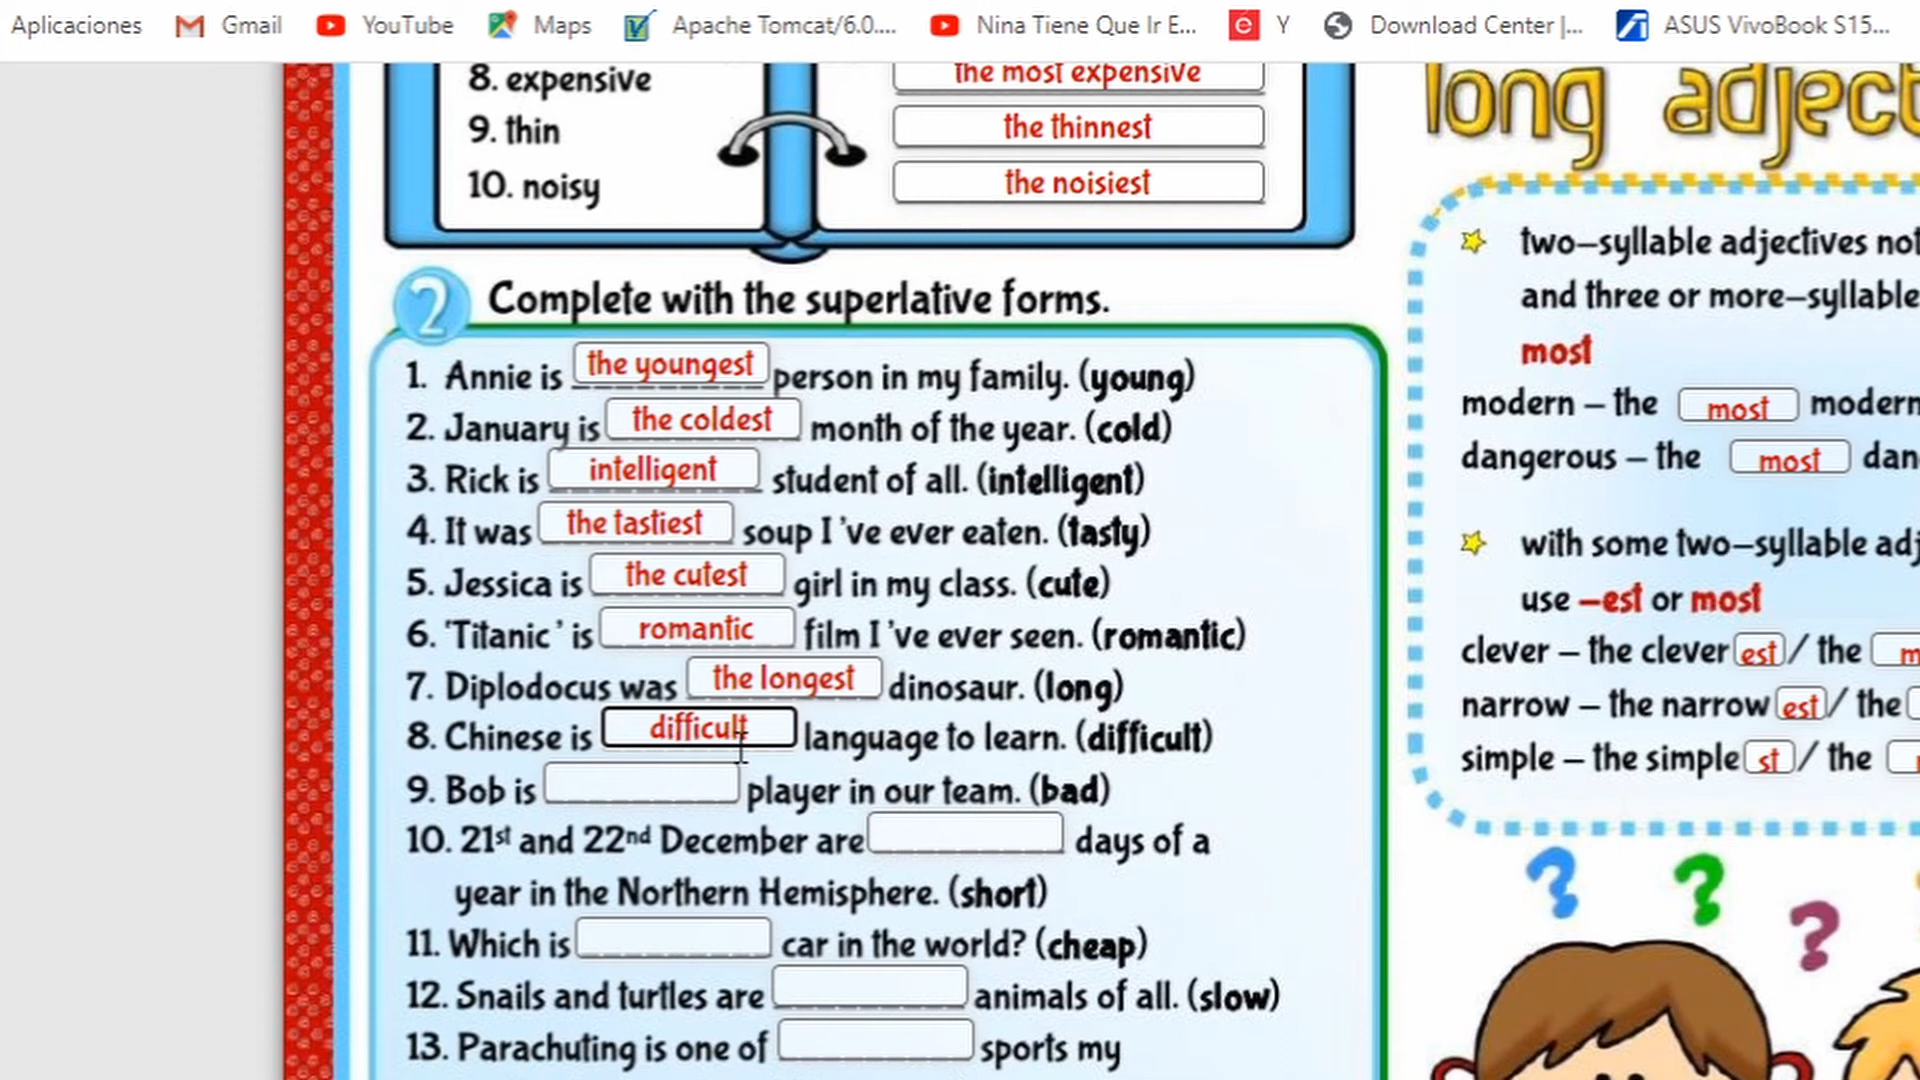 Aplicaciones Gmail YouTube Maps Apache Tomcat/6.0.... Nina Tiene Que Ir E... Y Download Center |... ASUS VivoBook S15...
8. expensive the most expensive
9. thin the thinnest
10. noisy the noisiest
2 Complete with the superlative forms.
1. Annie is the youngest person in my family. (young)
2. January is the coldest month of the year. (cold)
3. Rick is intelligent student of all. (intelligent)
4. It was the tastiest soup I 've ever eaten. (tasty)
5. Jessica is the cutest girl in my class. (cute)
6. 'Titanic' is romantic film I 've ever seen. (romantic)
7. Diplodocus was the longest dinosaur. (long)
8. Chinese is difficult language to learn. (difficult)
9. Bob is player in our team. (bad)
10. 21st and 22nd December are days of a
year in the Northern Hemisphere. (short)
11. Which is car in the world? (cheap)
12. Snails and turtles are animals of all. (slow)
13. Parachuting is one of sports my
long adject
two-syllable adjectives not
and three or more-syllable
most
modern – the most modern
dangerous – the most dan
with some two-syllable adj
use –est or most
clever – the clever est / the m
narrow – the narrow est / the
simple – the simple st / the
? ? ?